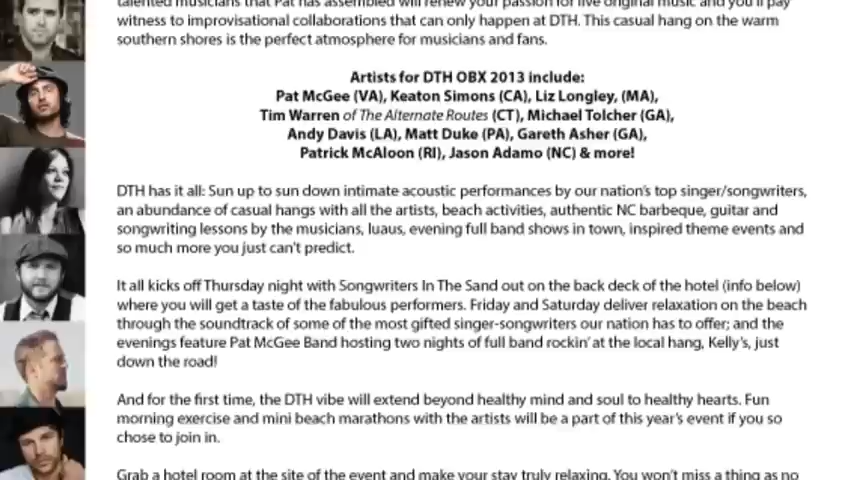 talented musicians that Pat has assembled will renew your passion for live original music and you'll pay
witness to improvisational collaborations that can only happen at DTH. This casual hang on the warm
southern shores is the perfect atmosphere for musicians and fans.
Artists for DTH OBX 2013 include:
Pat McGee (VA), Keaton Simons (CA), Liz Longley, (MA),
Tim Warren of The Alternate Routes (CT), Michael Tolcher (GA),
Andy Davis (LA), Matt Duke (PA), Gareth Asher (GA),
Patrick McAloon (RI), Jason Adamo (NC) & more!
DTH has it all: Sun up to sun down intimate acoustic performances by our nation's top singer/songwriters,
an abundance of casual hangs with all the artists, beach activities, authentic NC barbeque, guitar and
songwriting lessons by the musicians, luaus, evening full band shows in town, inspired theme events and
so much more you just can't predict.
It all kicks off Thursday night with Songwriters In The Sand out on the back deck of the hotel (info below)
where you will get a taste of the fabulous performers. Friday and Saturday deliver relaxation on the beach
through the soundtrack of some of the most gifted singer-songwriters our nation has to offer; and the
evenings feature Pat McGee Band hosting two nights of full band rockin' at the local hang, Kelly's, just
down the road!
And for the first time, the DTH vibe will extend beyond healthy mind and soul to healthy hearts. Fun
morning exercise and mini beach marathons with the artists will be a part of this year's event if you so
chose to join in.
Grab a hotel room at the site of the event and make your stay truly relaxing. You won't miss a thing as no